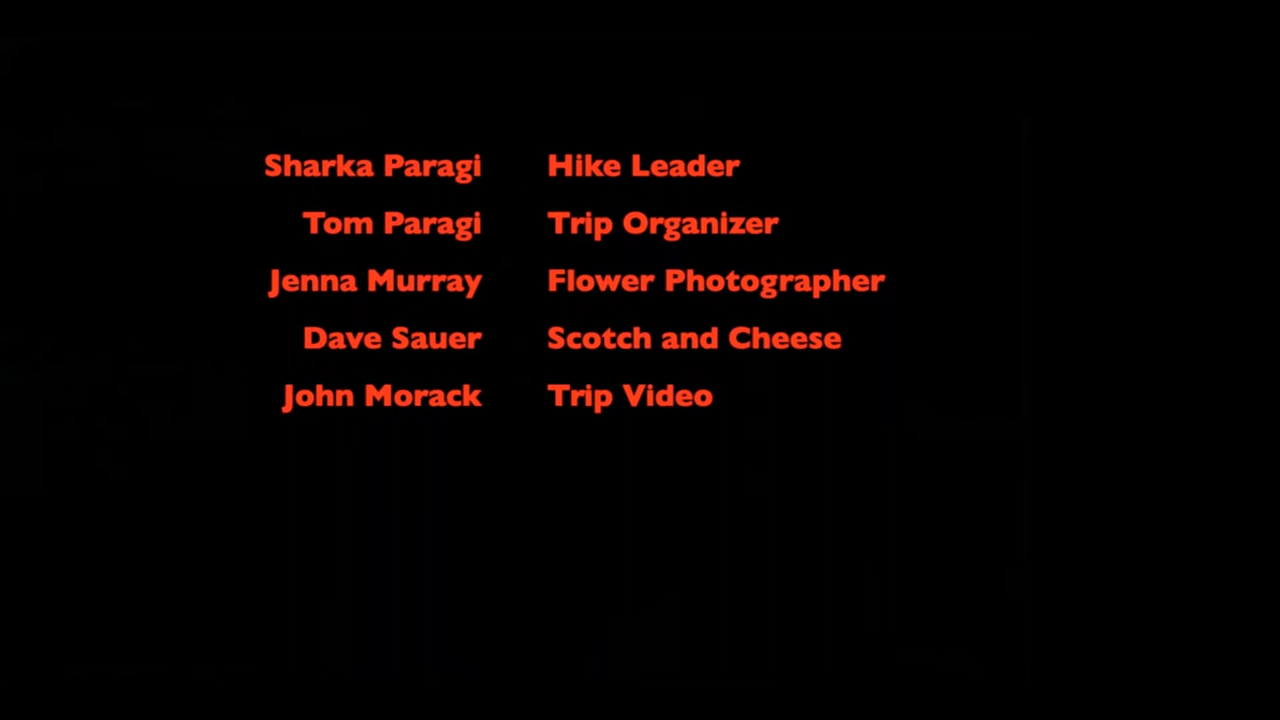 Sharka Paragi Hike Leader
Tom Paragi Trip Organizer
Jenna Murray Flower Photographer
Dave Sauer Scotch and Cheese
John Morack Trip Video